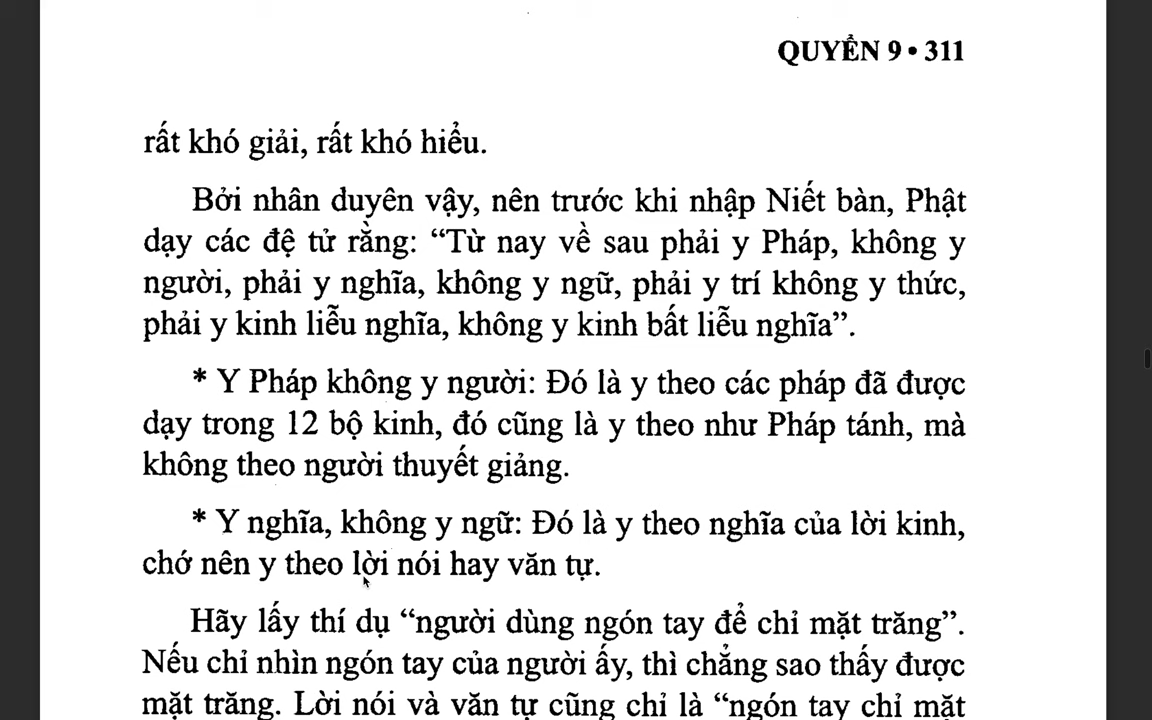 QUYỂN 9 • 311
rất khó giải, rất khó hiểu.
Bởi nhân duyên vậy, nên trước khi nhập Niết bàn, Phật
dạy các đệ tử rằng: “Từ nay về sau phải y Pháp, không y
người, phải y nghĩa, không y ngữ, phải y trí không y thức,
phải y kinh liễu nghĩa, không y kinh bất liễu nghĩa”.
* Y Pháp không y người: Đó là y theo các pháp đã được
dạy trong 12 bộ kinh, đó cũng là y theo như Pháp tánh, mà
không theo người thuyết giảng.
* Y nghĩa, không y ngữ: Đó là y theo nghĩa của lời kinh,
chớ nên y theo lời nói hay văn tự.
Hãy lấy thí dụ “người dùng ngón tay để chỉ mặt trăng”.
Nếu chỉ nhìn ngón tay của người ấy, thì chẳng sao thấy được
mặt trăng. Lời nói và văn tự cũng chỉ là “ngón tay chỉ mặt